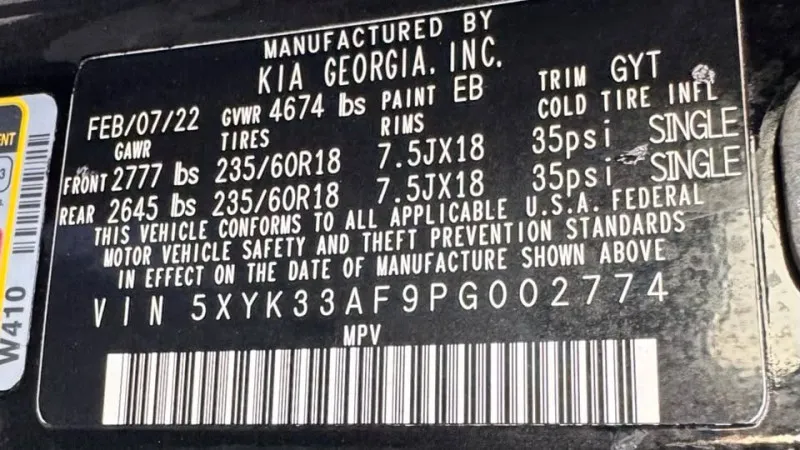 MANUFACTURED BY
KIA GEORGIA, INC.
FEB/07/22 GVWR 4674 lbs PAINT EB TRIM GYT
GAWR TIRES RIMS COLD TIRE INFL
FRONT 2777 lbs 235/60R18 7.5JX18 35psi SINGLE
REAR 2645 lbs 235/60R18 7.5JX18 35psi SINGLE
THIS VEHICLE CONFORMS TO ALL APPLICABLE U.S.A. FEDERAL
MOTOR VEHICLE SAFETY AND THEFT PREVENTION STANDARDS
IN EFFECT ON THE DATE OF MANUFACTURE SHOWN ABOVE
VIN 5XYK33AF9PG002774
MPV
W410